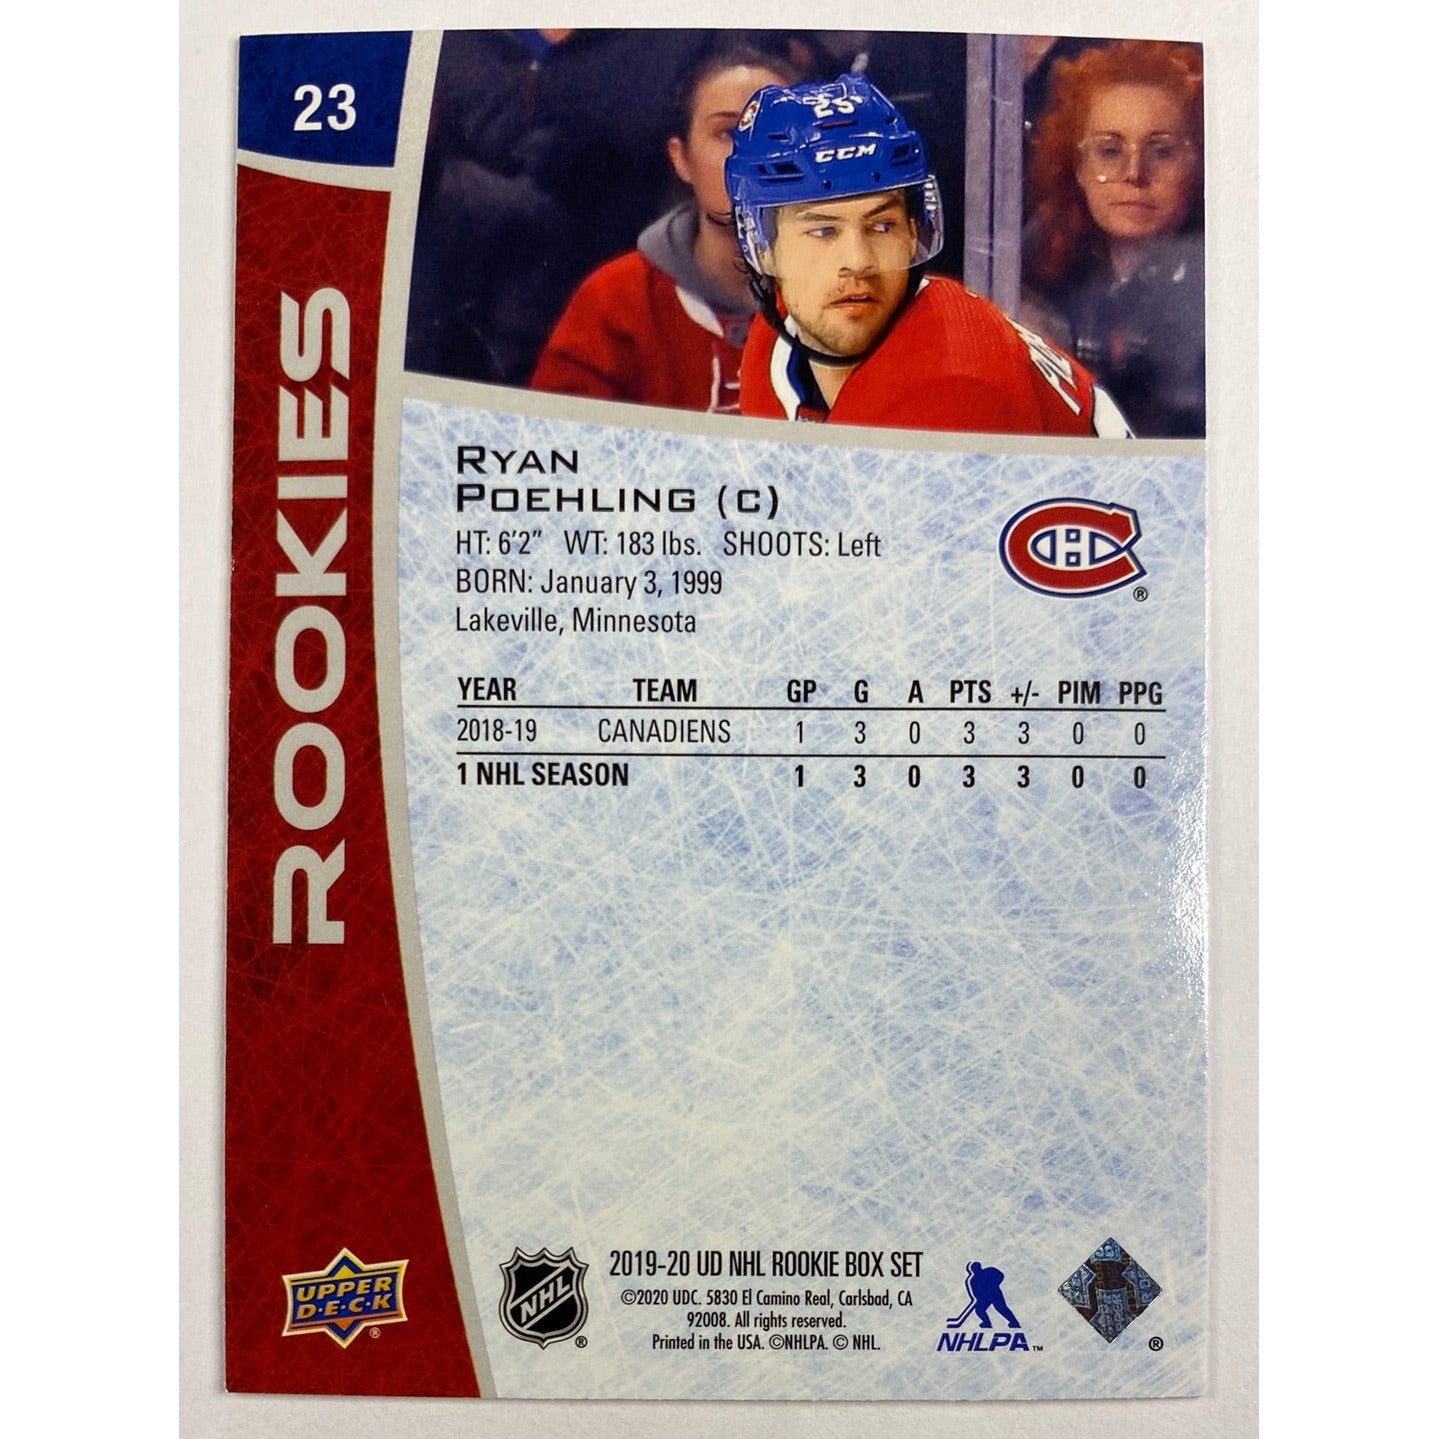 23
ROOKIES
25
CCM
RYAN
POEHLING (C)
HT: 6'2" WT: 183 lbs. SHOOTS: Left
BORN: January 3, 1999
Lakeville, Minnesota
YEAR TEAM GP G A PTS +/- PIM PPG
2018-19 CANADIENS 1 3 0 3 3 0 0
1 NHL SEASON 1 3 0 3 3 0 0
UPPER
D·E·C·K
®
NHL
®
2019-20 UD NHL ROOKIE BOX SET
©2020 UDC. 5830 El Camino Real, Carlsbad, CA
92008. All rights reserved.
Printed in the USA. ©NHLPA. © NHL.
NHLPA™
®